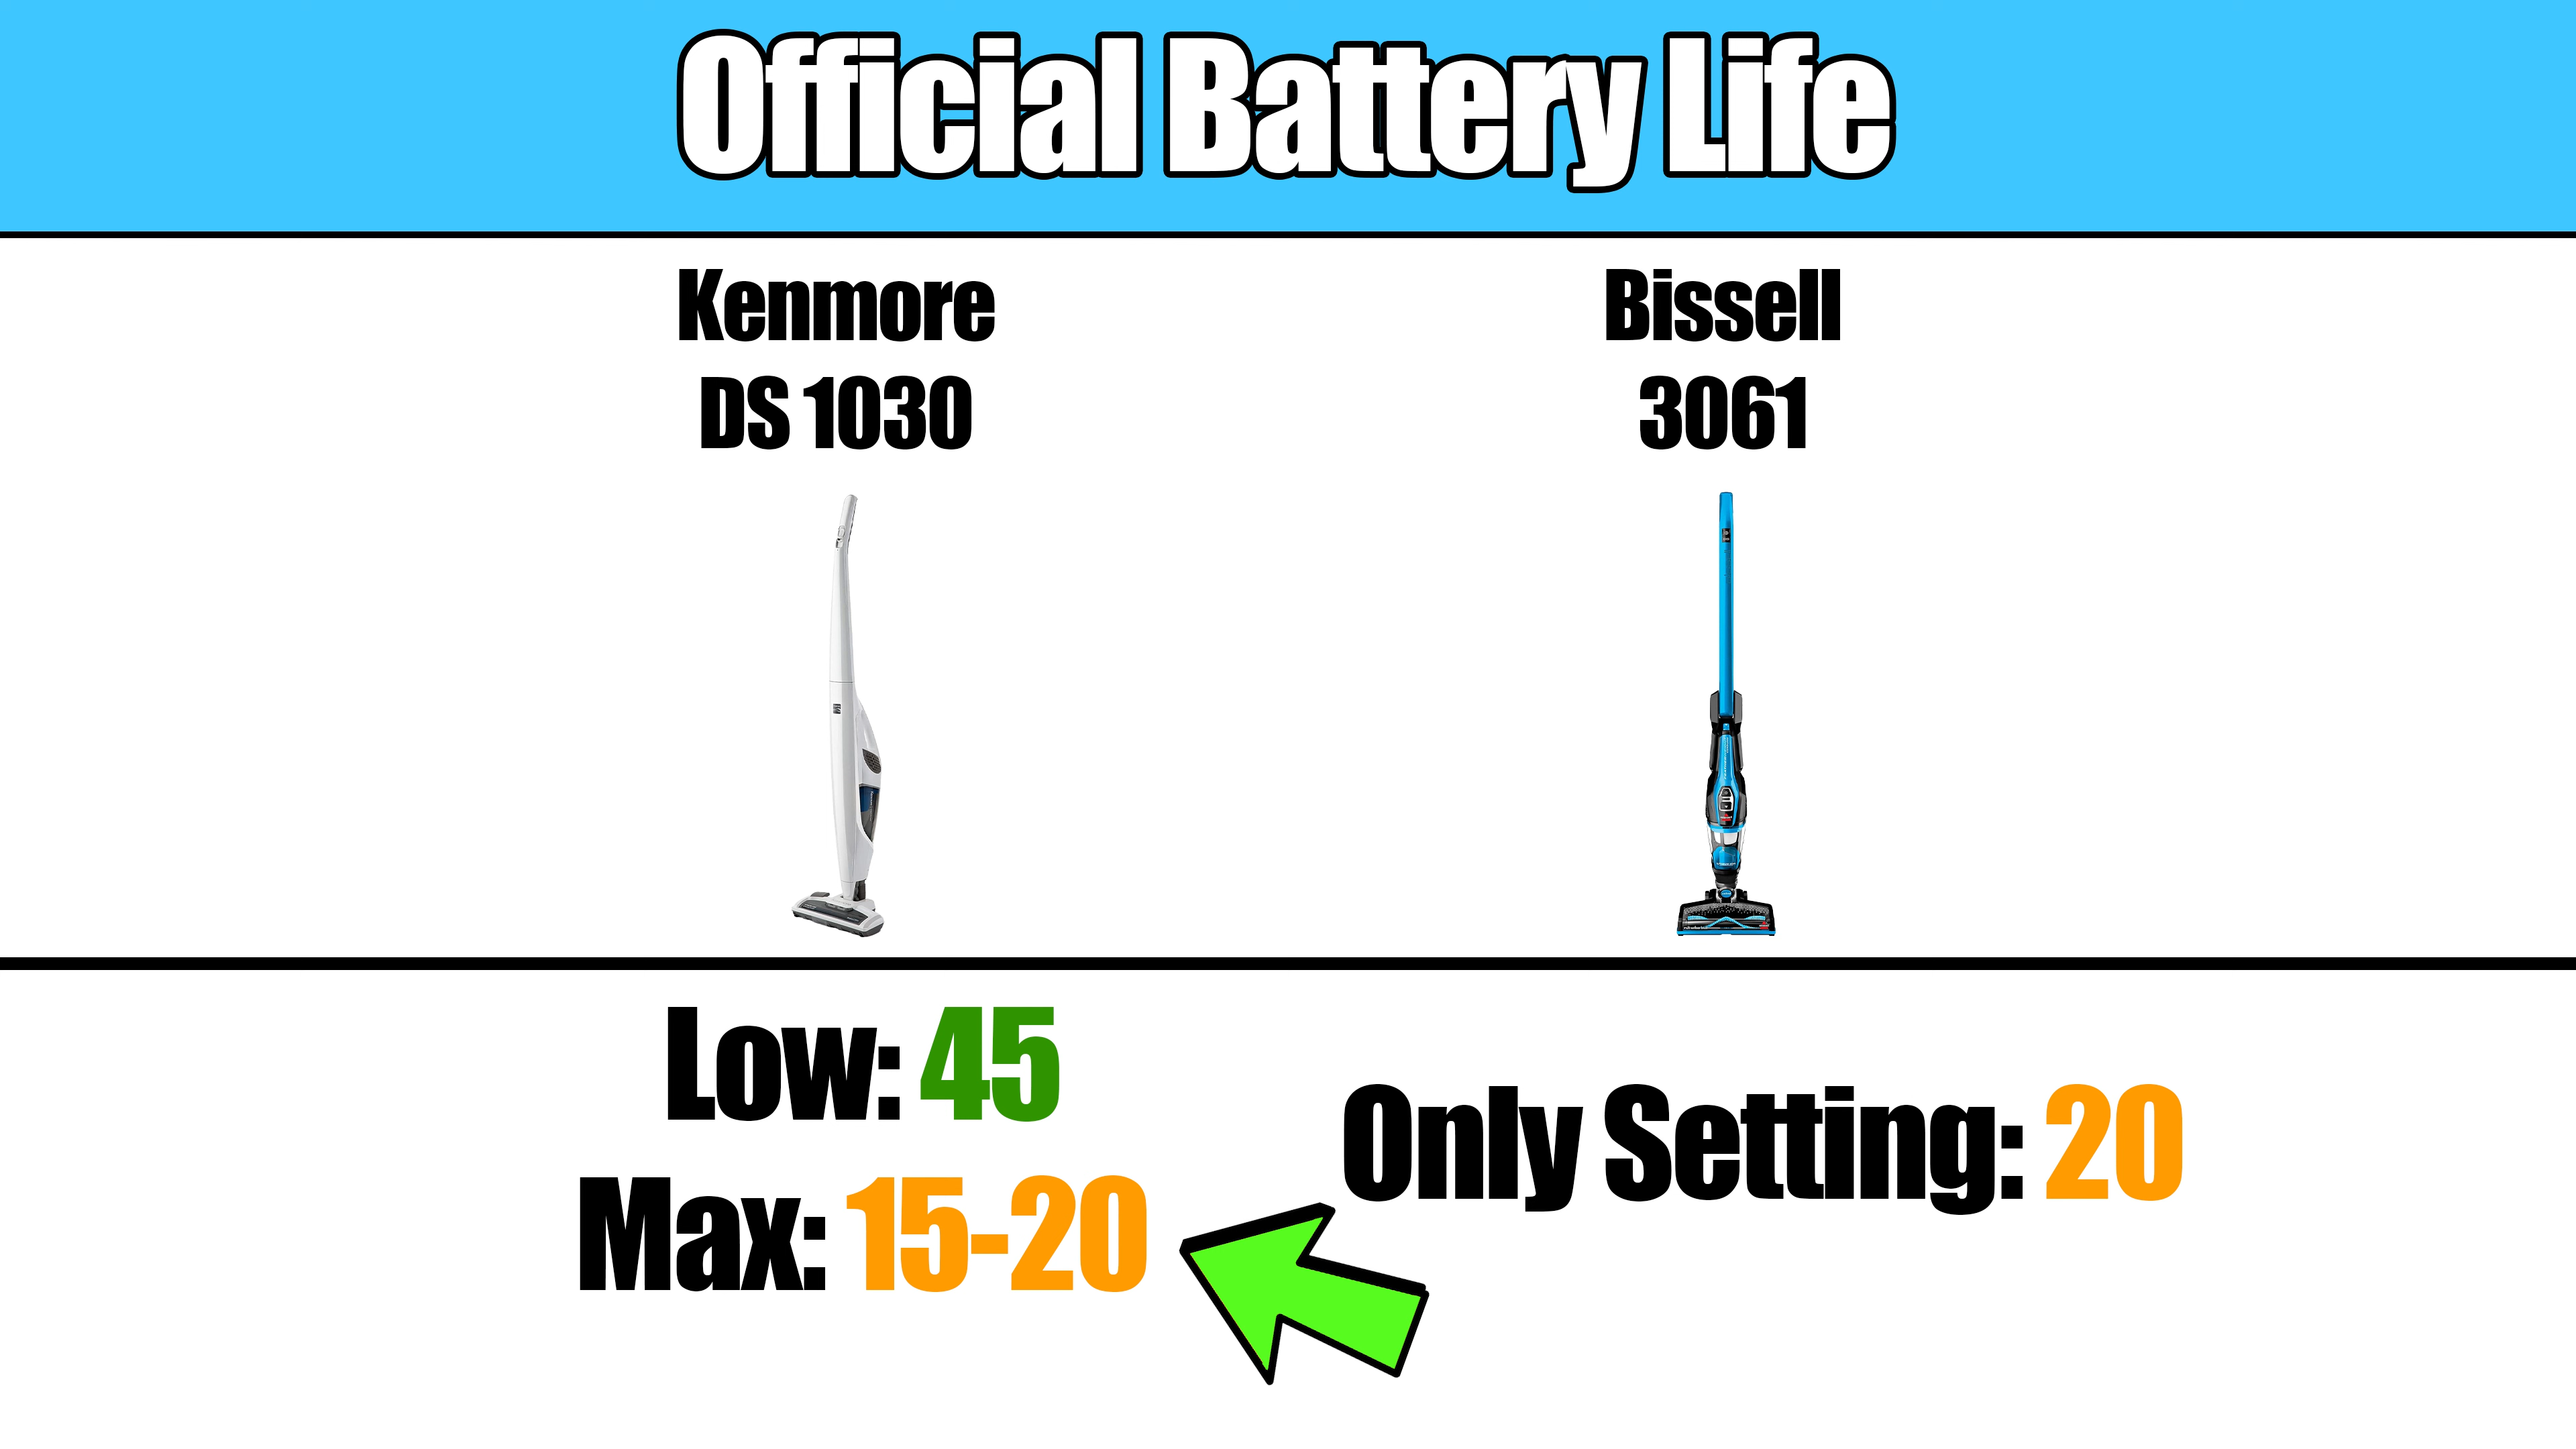 Official Battery Life
Kenmore
DS 1030
Bissell
3061
Low: 45
Max: 15-20
Only Setting: 20